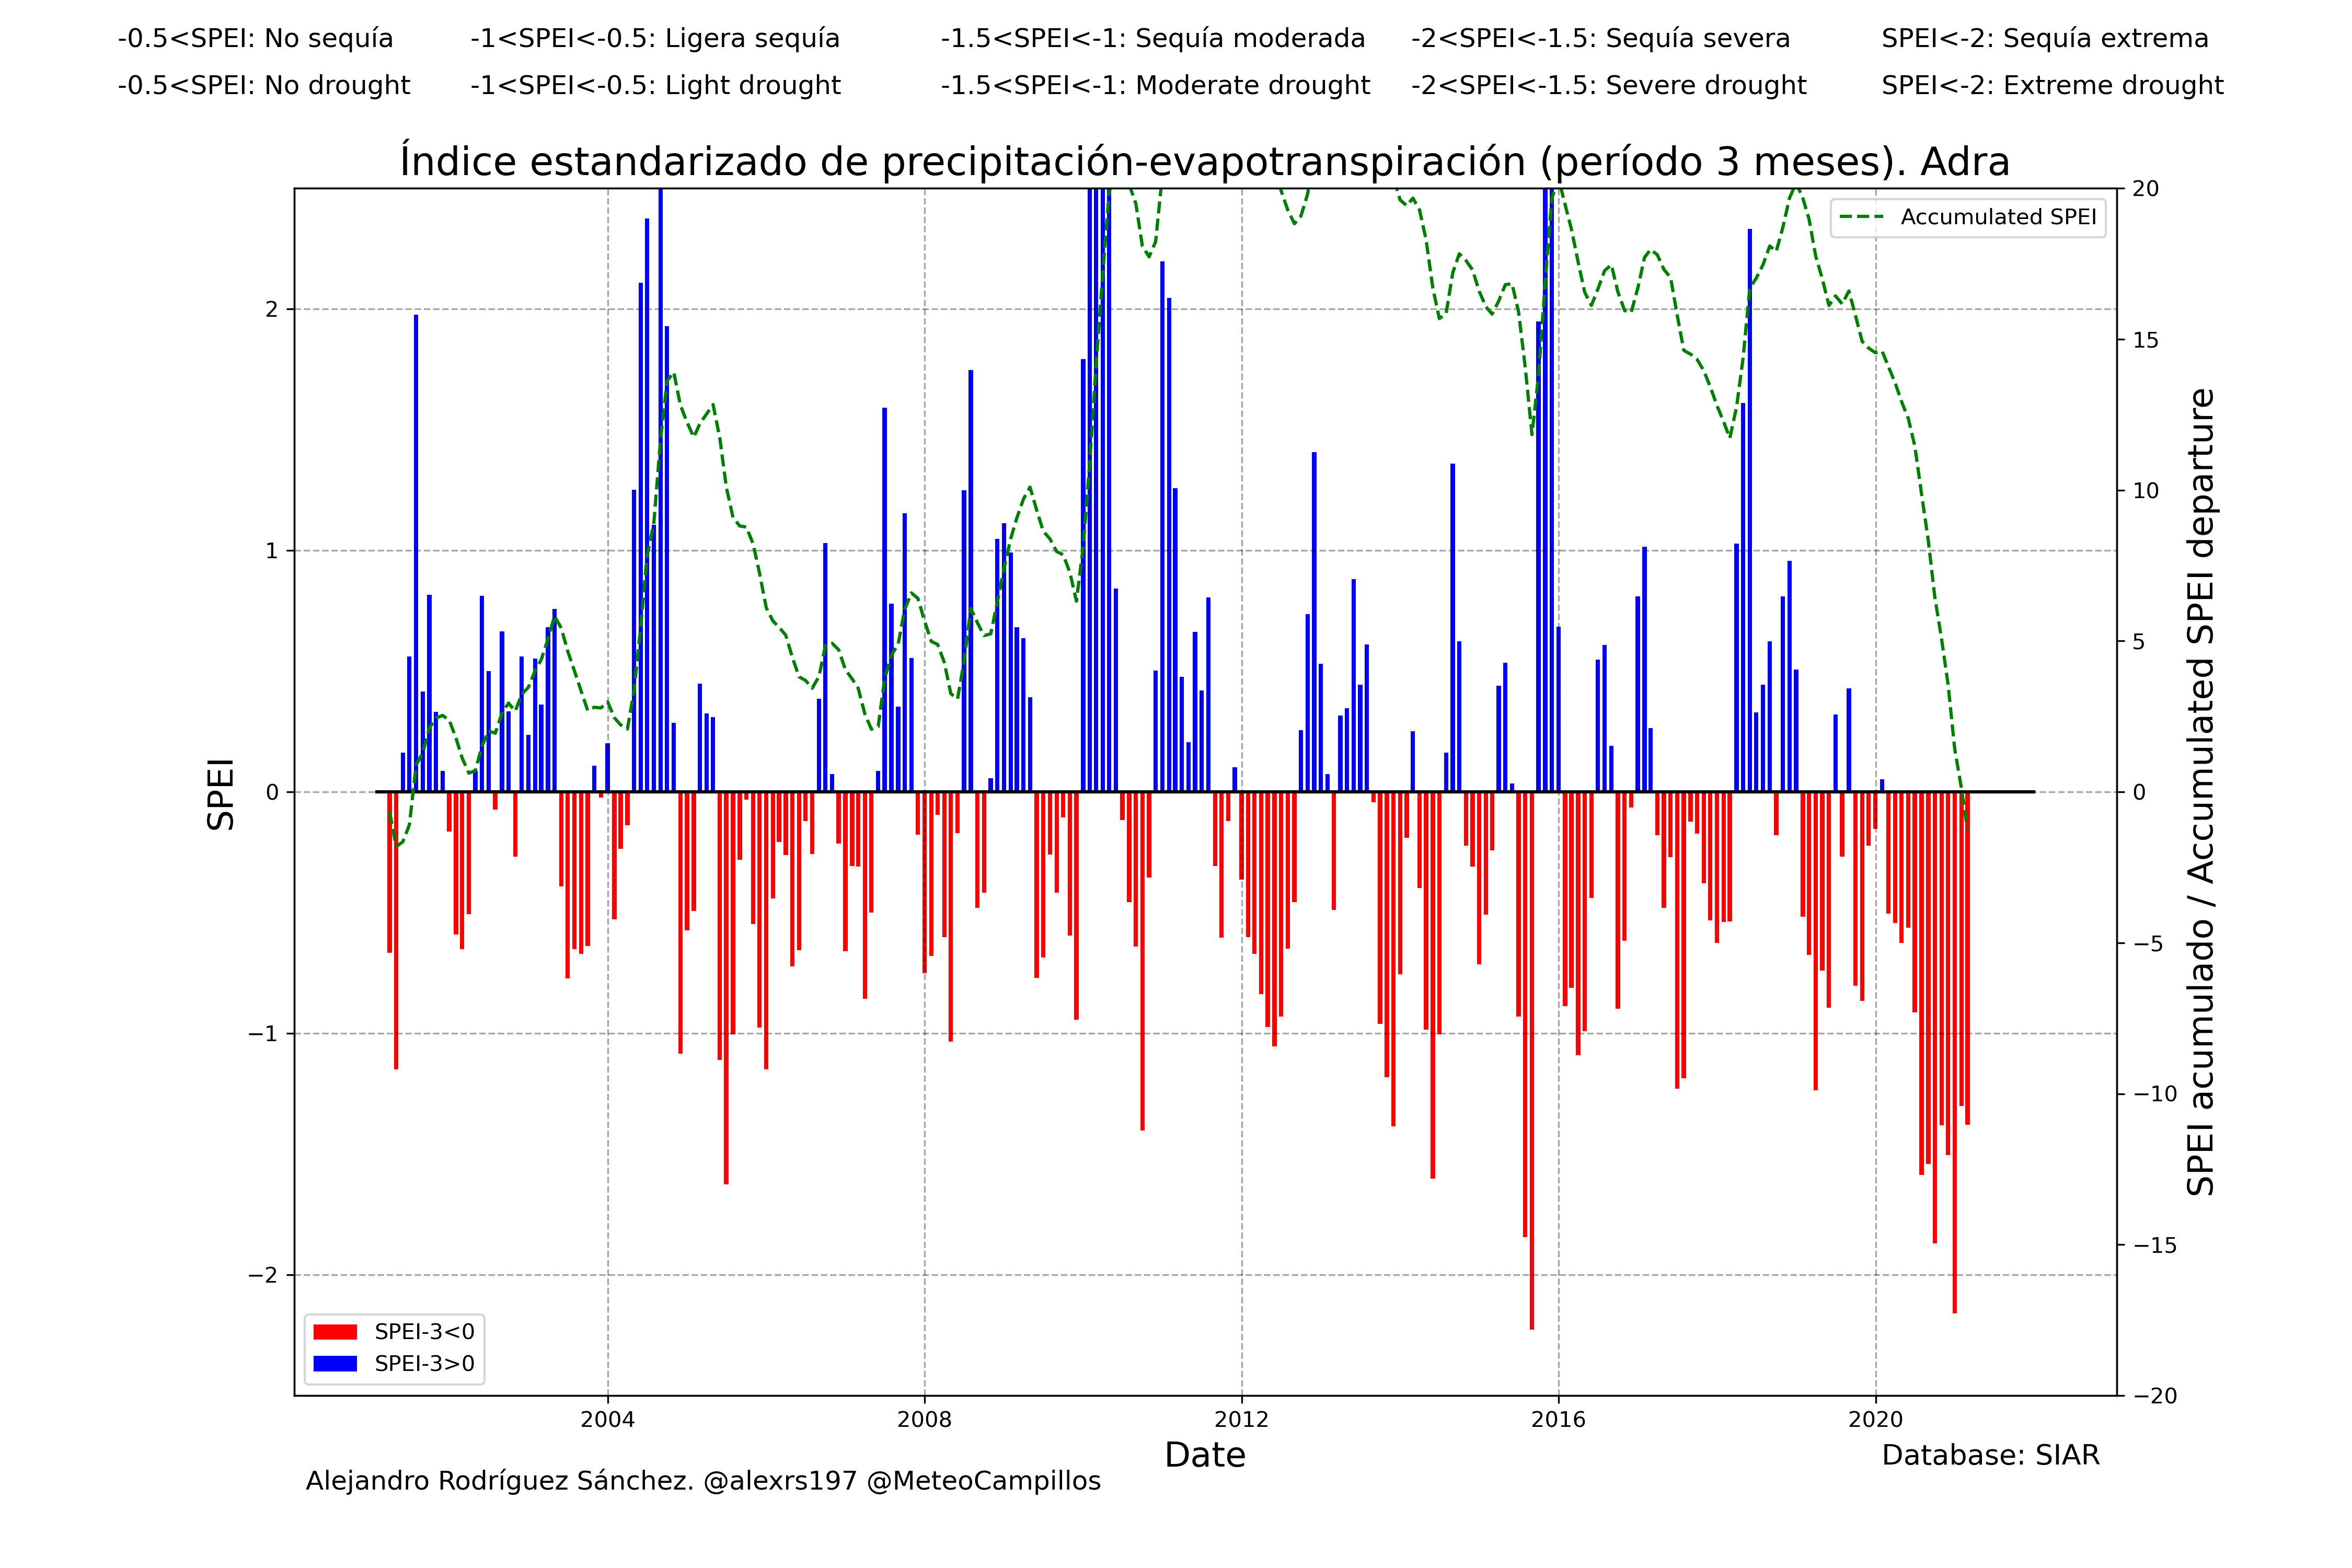 -0.5<SPEI: No sequía
-1<SPEI<-0.5: Ligera sequía
-1.5<SPEI<-1: Sequía moderada
-2<SPEI<-1.5: Sequía severa
SPEI<-2: Sequía extrema
-0.5<SPEI: No drought
-1<SPEI<-0.5: Light drought
-1.5<SPEI<-1: Moderate drought
-2<SPEI<-1.5: Severe drought
SPEI<-2: Extreme drought
Índice estandarizado de precipitación-evapotranspiración (período 3 meses). Adra
Accumulated SPEI
SPEI
2
1
0
−1
−2
20
15
10
5
0
−5
−10
−15
−20
SPEI acumulado / Accumulated SPEI departure
SPEI-3<0
SPEI-3>0
2004
2008
2012
2016
2020
Date
Database: SIAR
Alejandro Rodríguez Sánchez. @alexrs197 @MeteoCampillos